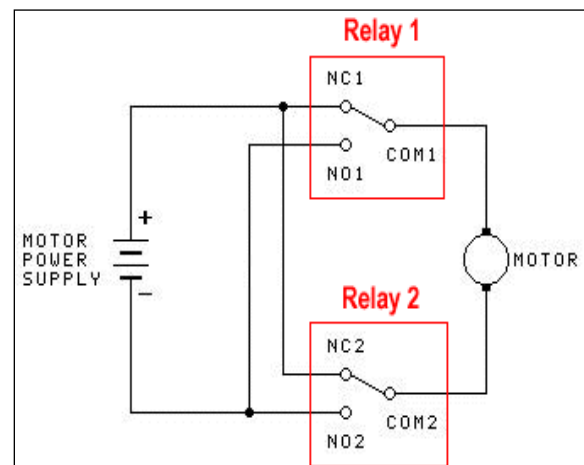 Relay 1
NC1
COM1
NO1
+
MOTOR
POWER
SUPPLY
−
MOTOR
Relay 2
NC2
COM2
NO2